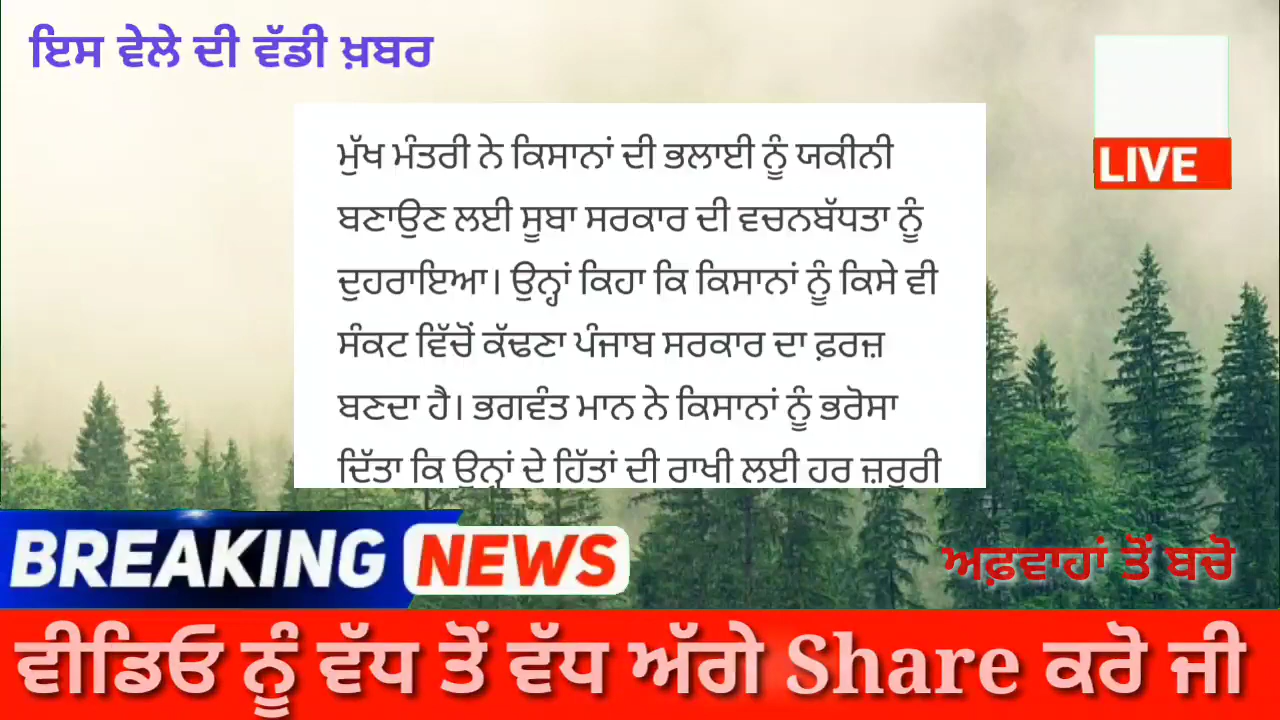 ਇਸ ਵੇਲੇ ਦੀ ਵੱਡੀ ਖ਼ਬਰ
LIVE
ਮੁੱਖ ਮੰਤਰੀ ਨੇ ਕਿਸਾਨਾਂ ਦੀ ਭਲਾਈ ਨੂੰ ਯਕੀਨੀ
ਬਣਾਉਣ ਲਈ ਸੂਬਾ ਸਰਕਾਰ ਦੀ ਵਚਨਬੱਧਤਾ ਨੂੰ
ਦੁਹਰਾਇਆ। ਉਨ੍ਹਾਂ ਕਿਹਾ ਕਿ ਕਿਸਾਨਾਂ ਨੂੰ ਕਿਸੇ ਵੀ
ਸੰਕਟ ਵਿੱਚੋਂ ਕੱਢਣਾ ਪੰਜਾਬ ਸਰਕਾਰ ਦਾ ਫ਼ਰਜ਼
ਬਣਦਾ ਹੈ। ਭਗਵੰਤ ਮਾਨ ਨੇ ਕਿਸਾਨਾਂ ਨੂੰ ਭਰੋਸਾ
ਦਿੱਤਾ ਕਿ ਉਨ੍ਹਾਂ ਦੇ ਹਿੱਤਾਂ ਦੀ ਰਾਖੀ ਲਈ ਹਰ ਜ਼ਰੂਰੀ
BREAKING NEWS
ਅਫ਼ਵਾਹਾਂ ਤੋਂ ਬਚੋ
ਵੀਡਿਓ ਨੂੰ ਵੱਧ ਤੋਂ ਵੱਧ ਅੱਗੇ Share ਕਰੋ ਜੀ